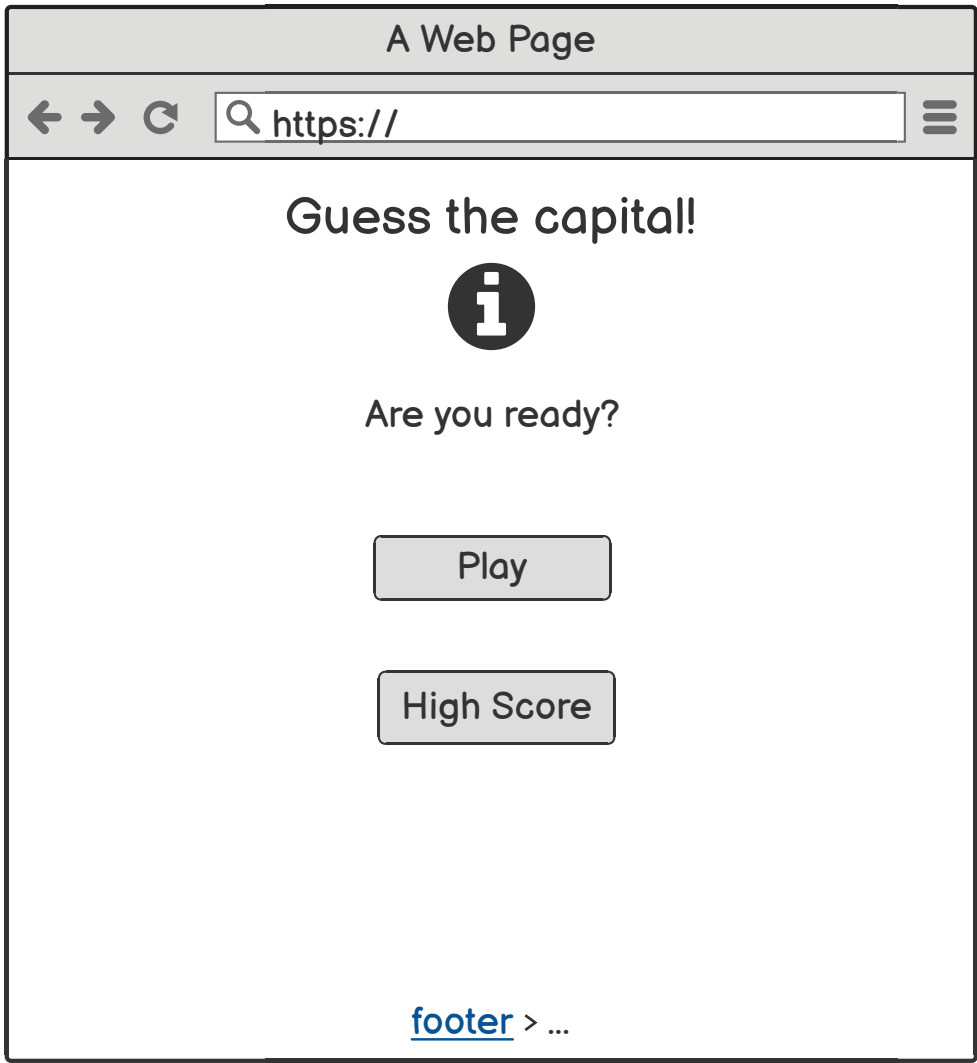 A Web Page
https://
Guess the capital!
Are you ready?
Play
High Score
footer > ...